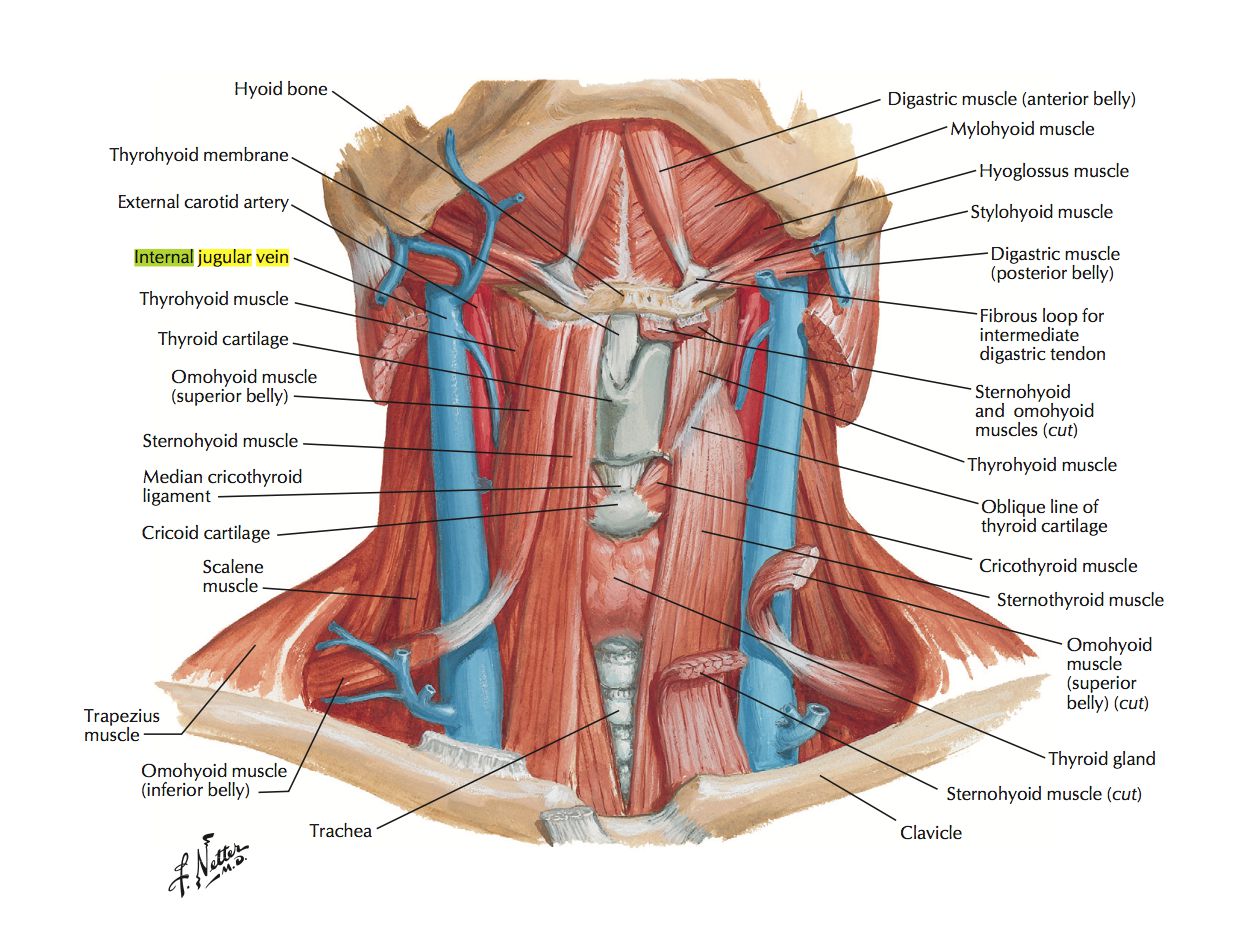 Hyoid bone
Thyrohyoid membrane
External carotid artery
Internal jugular vein
Thyrohyoid muscle
Thyroid cartilage
Omohyoid muscle
(superior belly)
Sternohyoid muscle
Median cricothyroid
ligament
Cricoid cartilage
Scalene
muscle
Trapezius
muscle
Omohyoid muscle
(inferior belly)
Trachea
Digastric muscle (anterior belly)
Mylohyoid muscle
Hyoglossus muscle
Stylohyoid muscle
Digastric muscle
(posterior belly)
Fibrous loop for
intermediate
digastric tendon
Sternohyoid
and omohyoid
muscles (cut)
Thyrohyoid muscle
Oblique line of
thyroid cartilage
Cricothyroid muscle
Sternothyroid muscle
Omohyoid
muscle
(superior
belly) (cut)
Thyroid gland
Sternohyoid muscle (cut)
Clavicle
F. Netter
M.D.